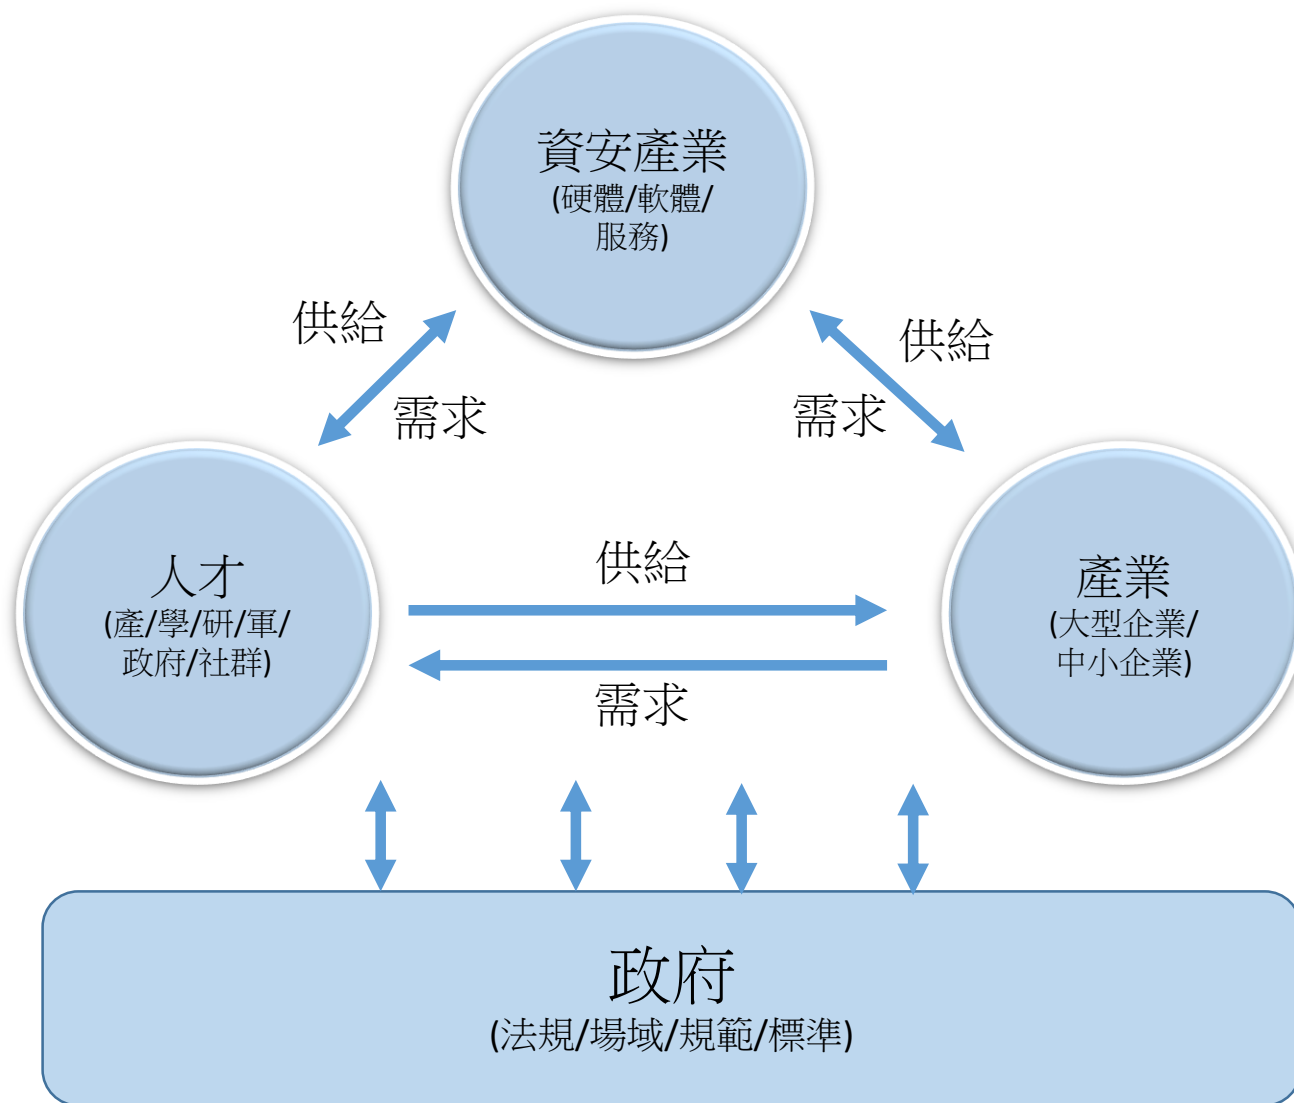 資安產業
(硬體/軟體/
服務)
供給
供給
需求
需求
人才
(產/學/研/軍/
政府/社群)
供給
產業
(大型企業/
中小企業)
需求
政府
(法規/場域/規範/標準)